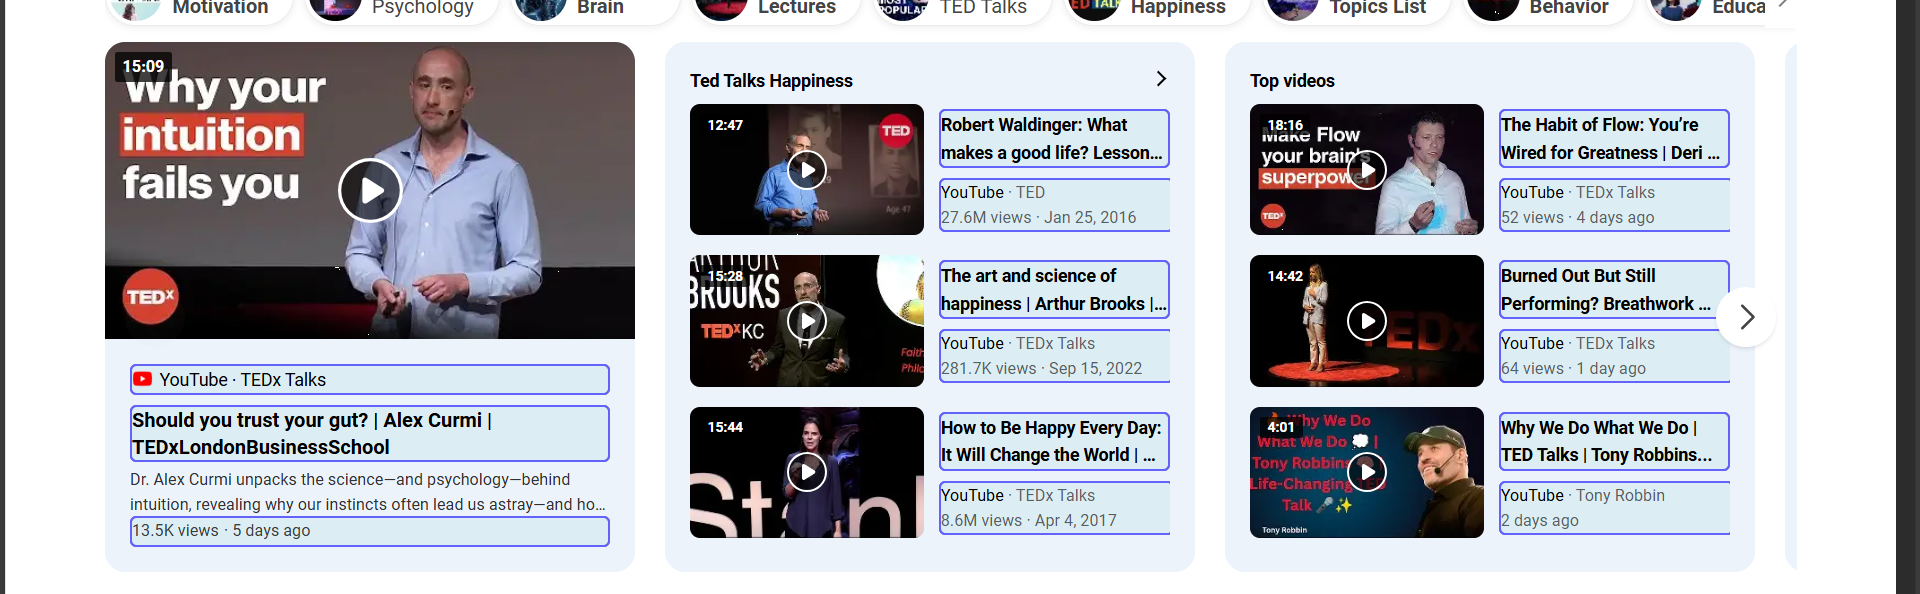 Motivation
Psychology
Brain
Lectures
TED Talks
Happiness
Topics List
Behavior
Educa
15:09
Why your
intuition
fails you
TEDx
YouTube · TEDx Talks
Should you trust your gut? | Alex Curmi |
TEDxLondonBusinessSchool
Dr. Alex Curmi unpacks the science—and psychology—behind
intuition, revealing why our instincts often lead us astray—and ho...
13.5K views · 5 days ago
Ted Talks Happiness
12:47
TED
Age 47
Robert Waldinger: What
makes a good life? Lesson...
YouTube · TED
27.6M views · Jan 25, 2016
ARTHUR
BROOKS
15:28
TEDxKC
Faith
Philo
The art and science of
happiness | Arthur Brooks |...
YouTube · TEDx Talks
281.7K views · Sep 15, 2022
15:44
Stanf
How to Be Happy Every Day:
It Will Change the World | ...
YouTube · TEDx Talks
8.6M views · Apr 4, 2017
Top videos
18:16
Make Flow
your brain's
superpower
TEDx
The Habit of Flow: You're
Wired for Greatness | Deri ...
YouTube · TEDx Talks
52 views · 4 days ago
14:42
TEDx
Burned Out But Still
Performing? Breathwork ...
YouTube · TEDx Talks
64 views · 1 day ago
4:01
Why We Do
What We Do 💭 |
Tony Robbins
Life-Changing TED
Talk 🎤✨
Tony Robbin
Why We Do What We Do |
TED Talks | Tony Robbins...
YouTube · Tony Robbin
2 days ago